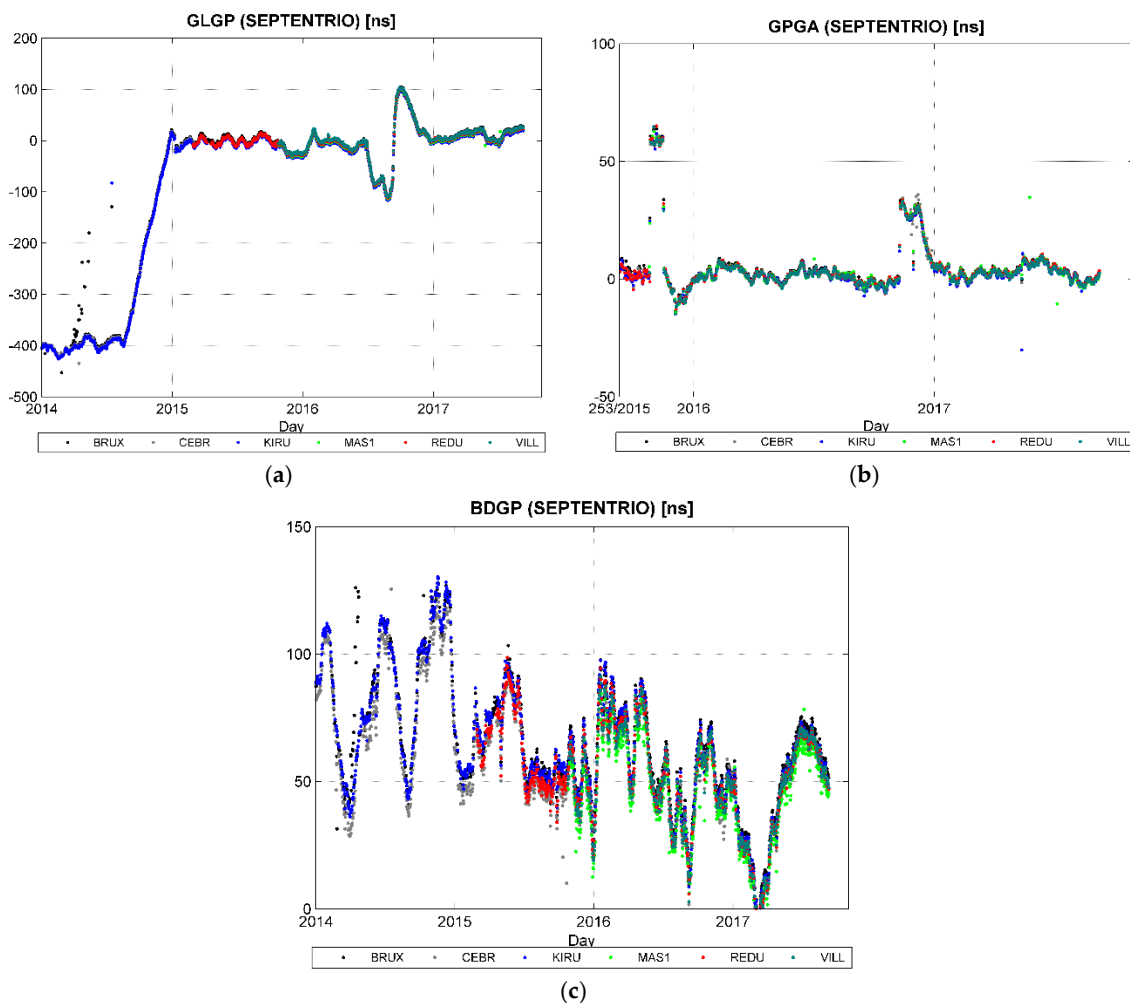 GLGP (SEPTENTRIO) [ns]
200
100
0
-100
-200
-300
-400
-500
2014 2015 2016 2017
Day
BRUX CEBR KIRU MAS1 REDU VILL
(a)
GPGA (SEPTENTRIO) [ns]
100
50
0
-50
253/2015 2016 2017
Day
BRUX CEBR KIRU MAS1 REDU VILL
(b)
BDGP (SEPTENTRIO) [ns]
150
100
50
0
2014 2015 2016 2017
Day
BRUX CEBR KIRU MAS1 REDU VILL
(c)